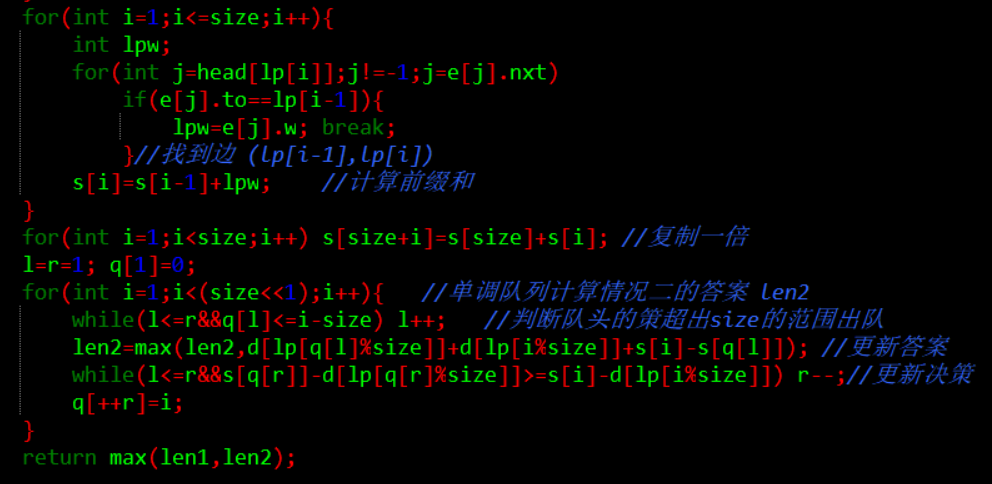 for(int i=1;i<=size;i++){
    int lpw;
    for(int j=head[lp[i]];j!=-1;j=e[j].nxt)
        if(e[j].to==lp[i-1]){
            lpw=e[j].w; break;
        }//找到边 (lp[i-1],lp[i])
    s[i]=s[i-1]+lpw;    //计算前缀和
}
for(int i=1;i<size;i++) s[size+i]=s[size]+s[i]; //复制一倍
l=r=1; q[1]=0;
for(int i=1;i<(size<<1);i++){   //单调队列计算情况二的答案 len2
    while(l<=r&&q[l]<=i-size) l++;   //判断队头的策超出size的范围出队
    len2=max(len2,d[lp[q[l]%size]]+d[lp[i%size]]+s[i]-s[q[l]]); //更新答案
    while(l<=r&&s[q[r]]-d[lp[q[r]%size]]>=s[i]-d[lp[i%size]]) r--;//更新决策
    q[++r]=i;
}
return max(len1,len2);